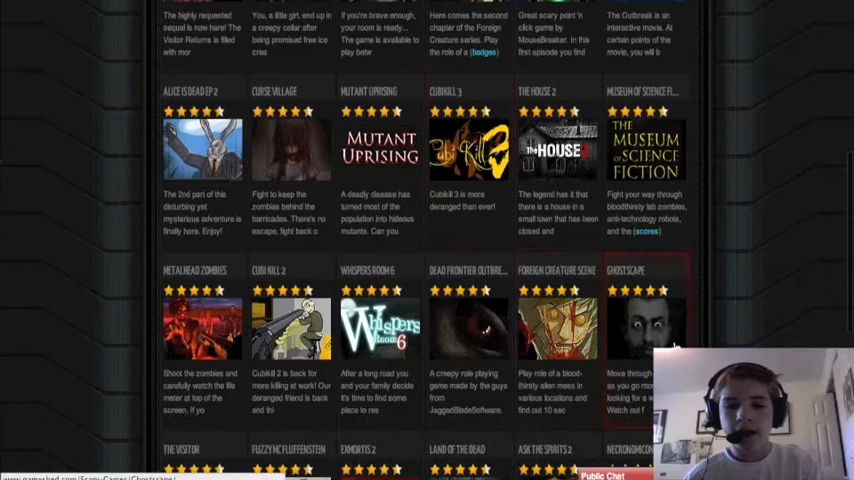 The highly requested
sequel is now here! The
Visitor Returns is filled
with mor
You, a little girl, end up in
a creepy cellar after
being promised free ice
crea
If you're brave enough,
your room is ready...
The game is available to
play betw
Here comes the second
chapter of the Foreign
Creature series. Play
the role of a (badges)
Great scary point 'n
click game by
MouseBreaker. In this
first episode you find
The Outbreak is an
interactive movie. At
certain points of the
movie, you will b
ALICE IS DEAD EP 2
The 2nd part of this
disturbing yet
mysterious adventure is
finally here. Enjoy!
CURSE VILLAGE
Fight to keep the
zombies behind the
barricades. There's no
escape, fight back o
MUTANT UPRISING
MUTANT
UPRISING
A deadly disease has
turned most of the
population into hideous
mutants. Can you
CUBIKILL 3
Cubi Kill 3
Cubikill 3 is more
deranged than ever!
THE HOUSE 2
The HOUSE 2
The legend has it that
there is a house in a
small town that has been
closed and
MUSEUM OF SCIENCE FI...
THE
MUSEUM
OF SCIENCE
FICTION
Fight your way through
bloodthirsty lab zombies,
anti-technology robots,
and the (scores)
METALHEAD ZOMBIES
Shoot the zombies and
carefully watch the life
meter at top of the
screen, If yo
CUBI KILL 2
Cubikill 2 is back for
more killing at work! Our
deranged friend is back
and thi
WHISPERS ROOM 6
Whispers
Room 6
After a long road you
and your family decide
it's time to find some
place to res
DEAD FRONTIER OUTBRE...
A creepy role playing
game made by the guys
from
JaggedBladeSoftware.
FOREIGN CREATURE SCENE
Play role of a blood-
thirsty alien mess in
various locations and
find out 10 sec
GHOSTSCAPE
Move through
as you go roo
looking for a w
Watch out f
THE VISITOR
FUZZY MC FLUFFENSTEIN
EXMORTIS 2
LAND OF THE DEAD
ASK THE SPIRITS 2
NECRONOMICON
Public Chat